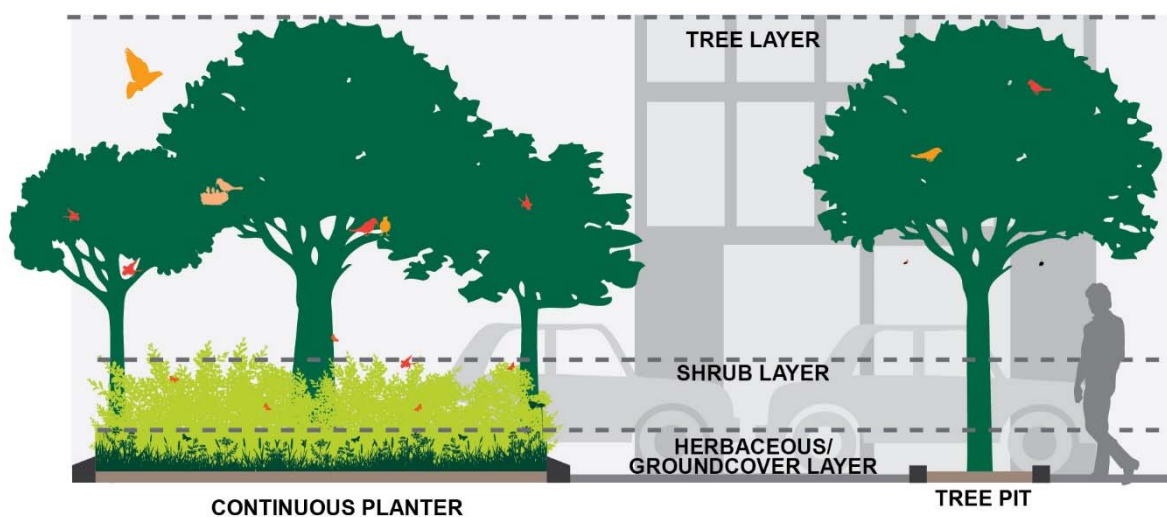 TREE LAYER
SHRUB LAYER
HERBACEOUS/
GROUNDCOVER LAYER
CONTINUOUS PLANTER
TREE PIT